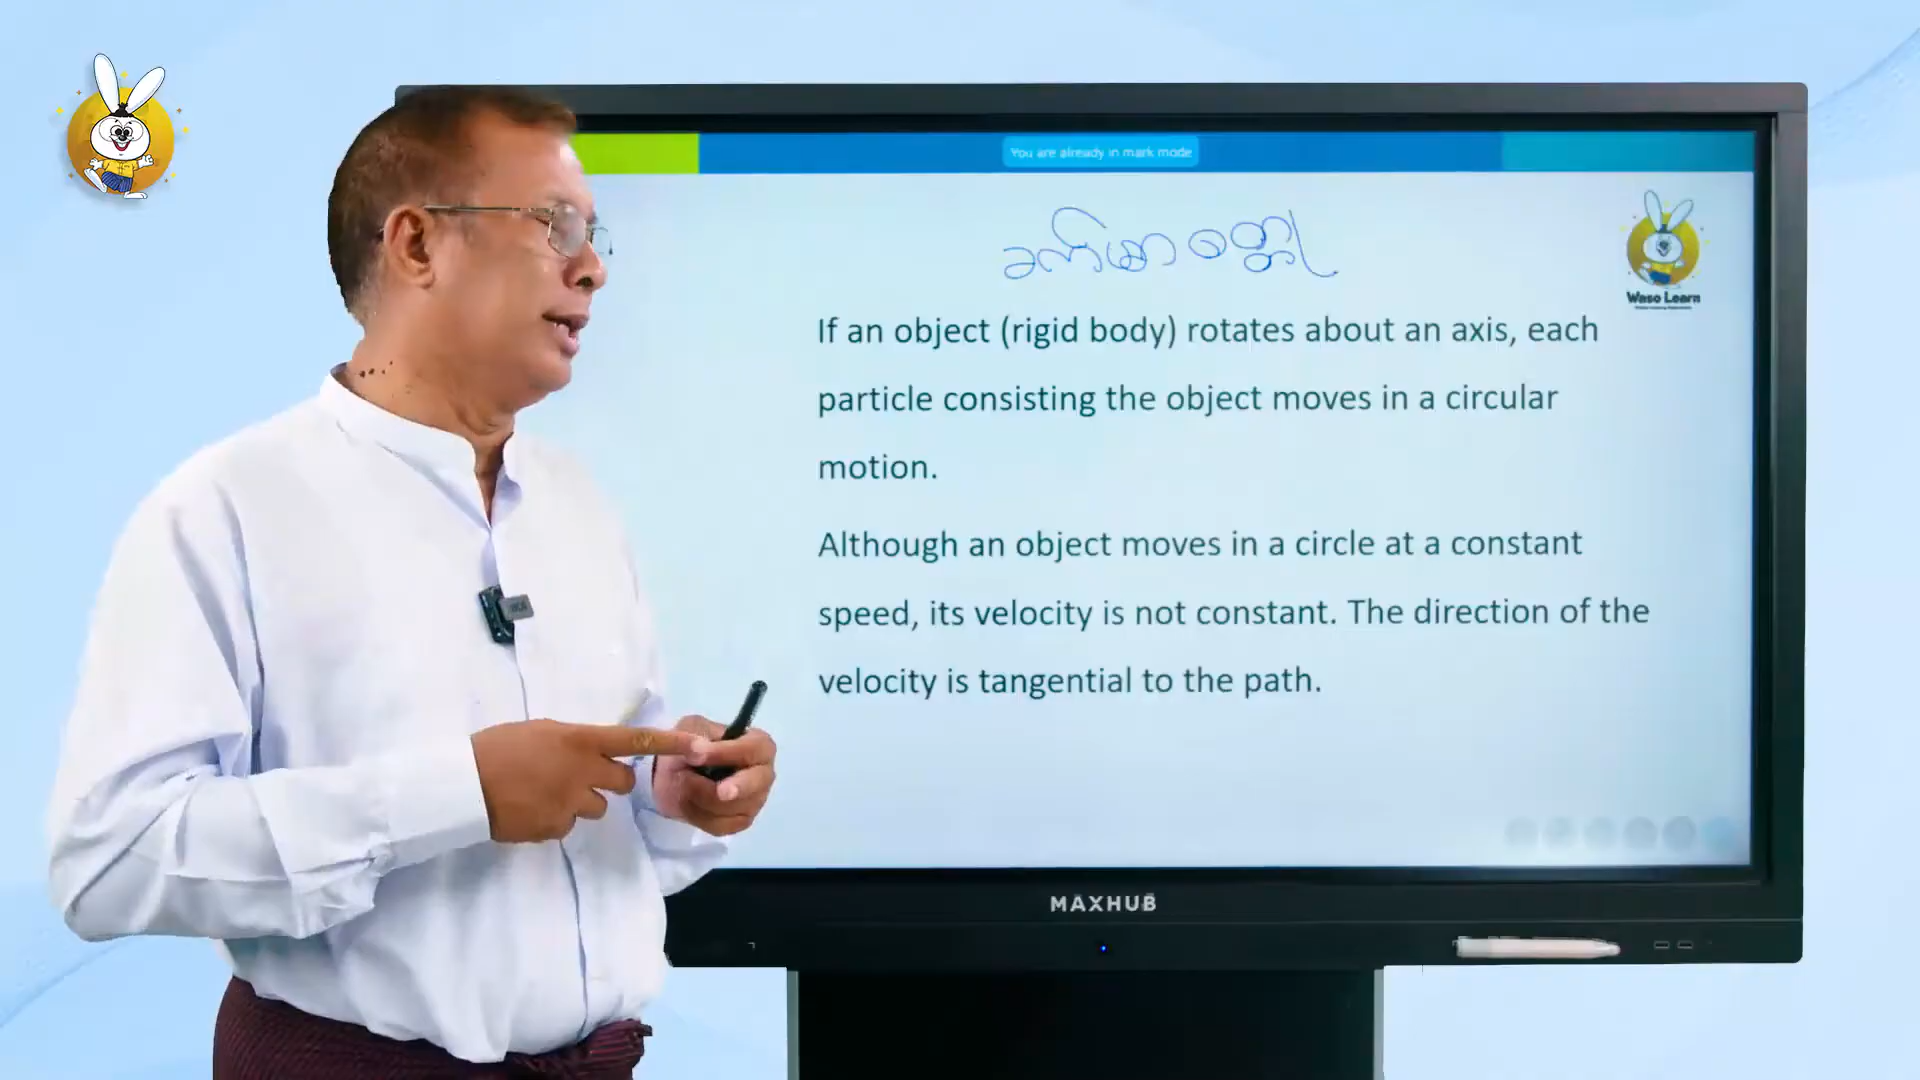 You are already in mark mode
Waso Learn
If an object (rigid body) rotates about an axis, each
particle consisting the object moves in a circular
motion.
Although an object moves in a circle at a constant
speed, its velocity is not constant. The direction of the
velocity is tangential to the path.
MAXHUB